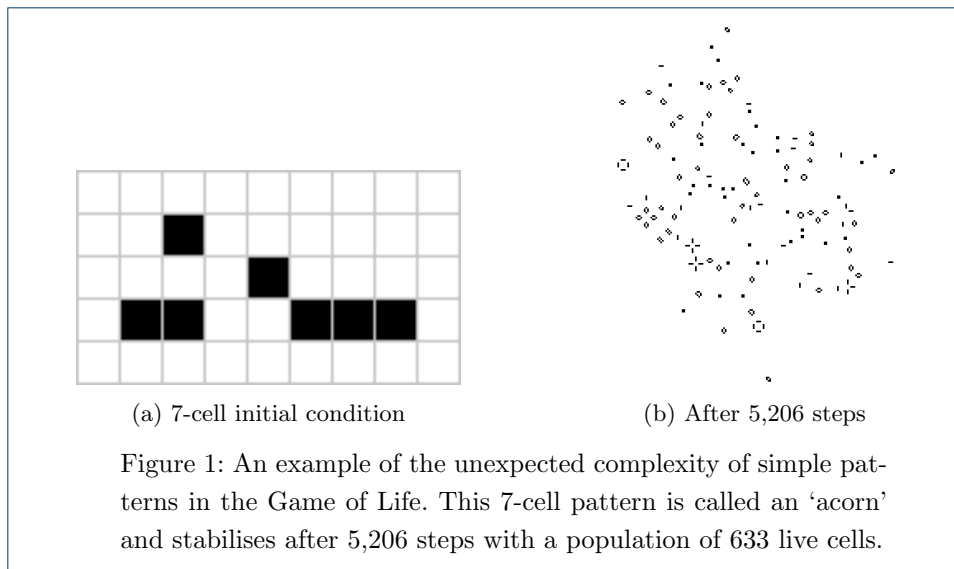 (a) 7-cell initial condition
(b) After 5,206 steps
Figure 1: An example of the unexpected complexity of simple pat-
terns in the Game of Life. This 7-cell pattern is called an ‘acorn’
and stabilises after 5,206 steps with a population of 633 live cells.